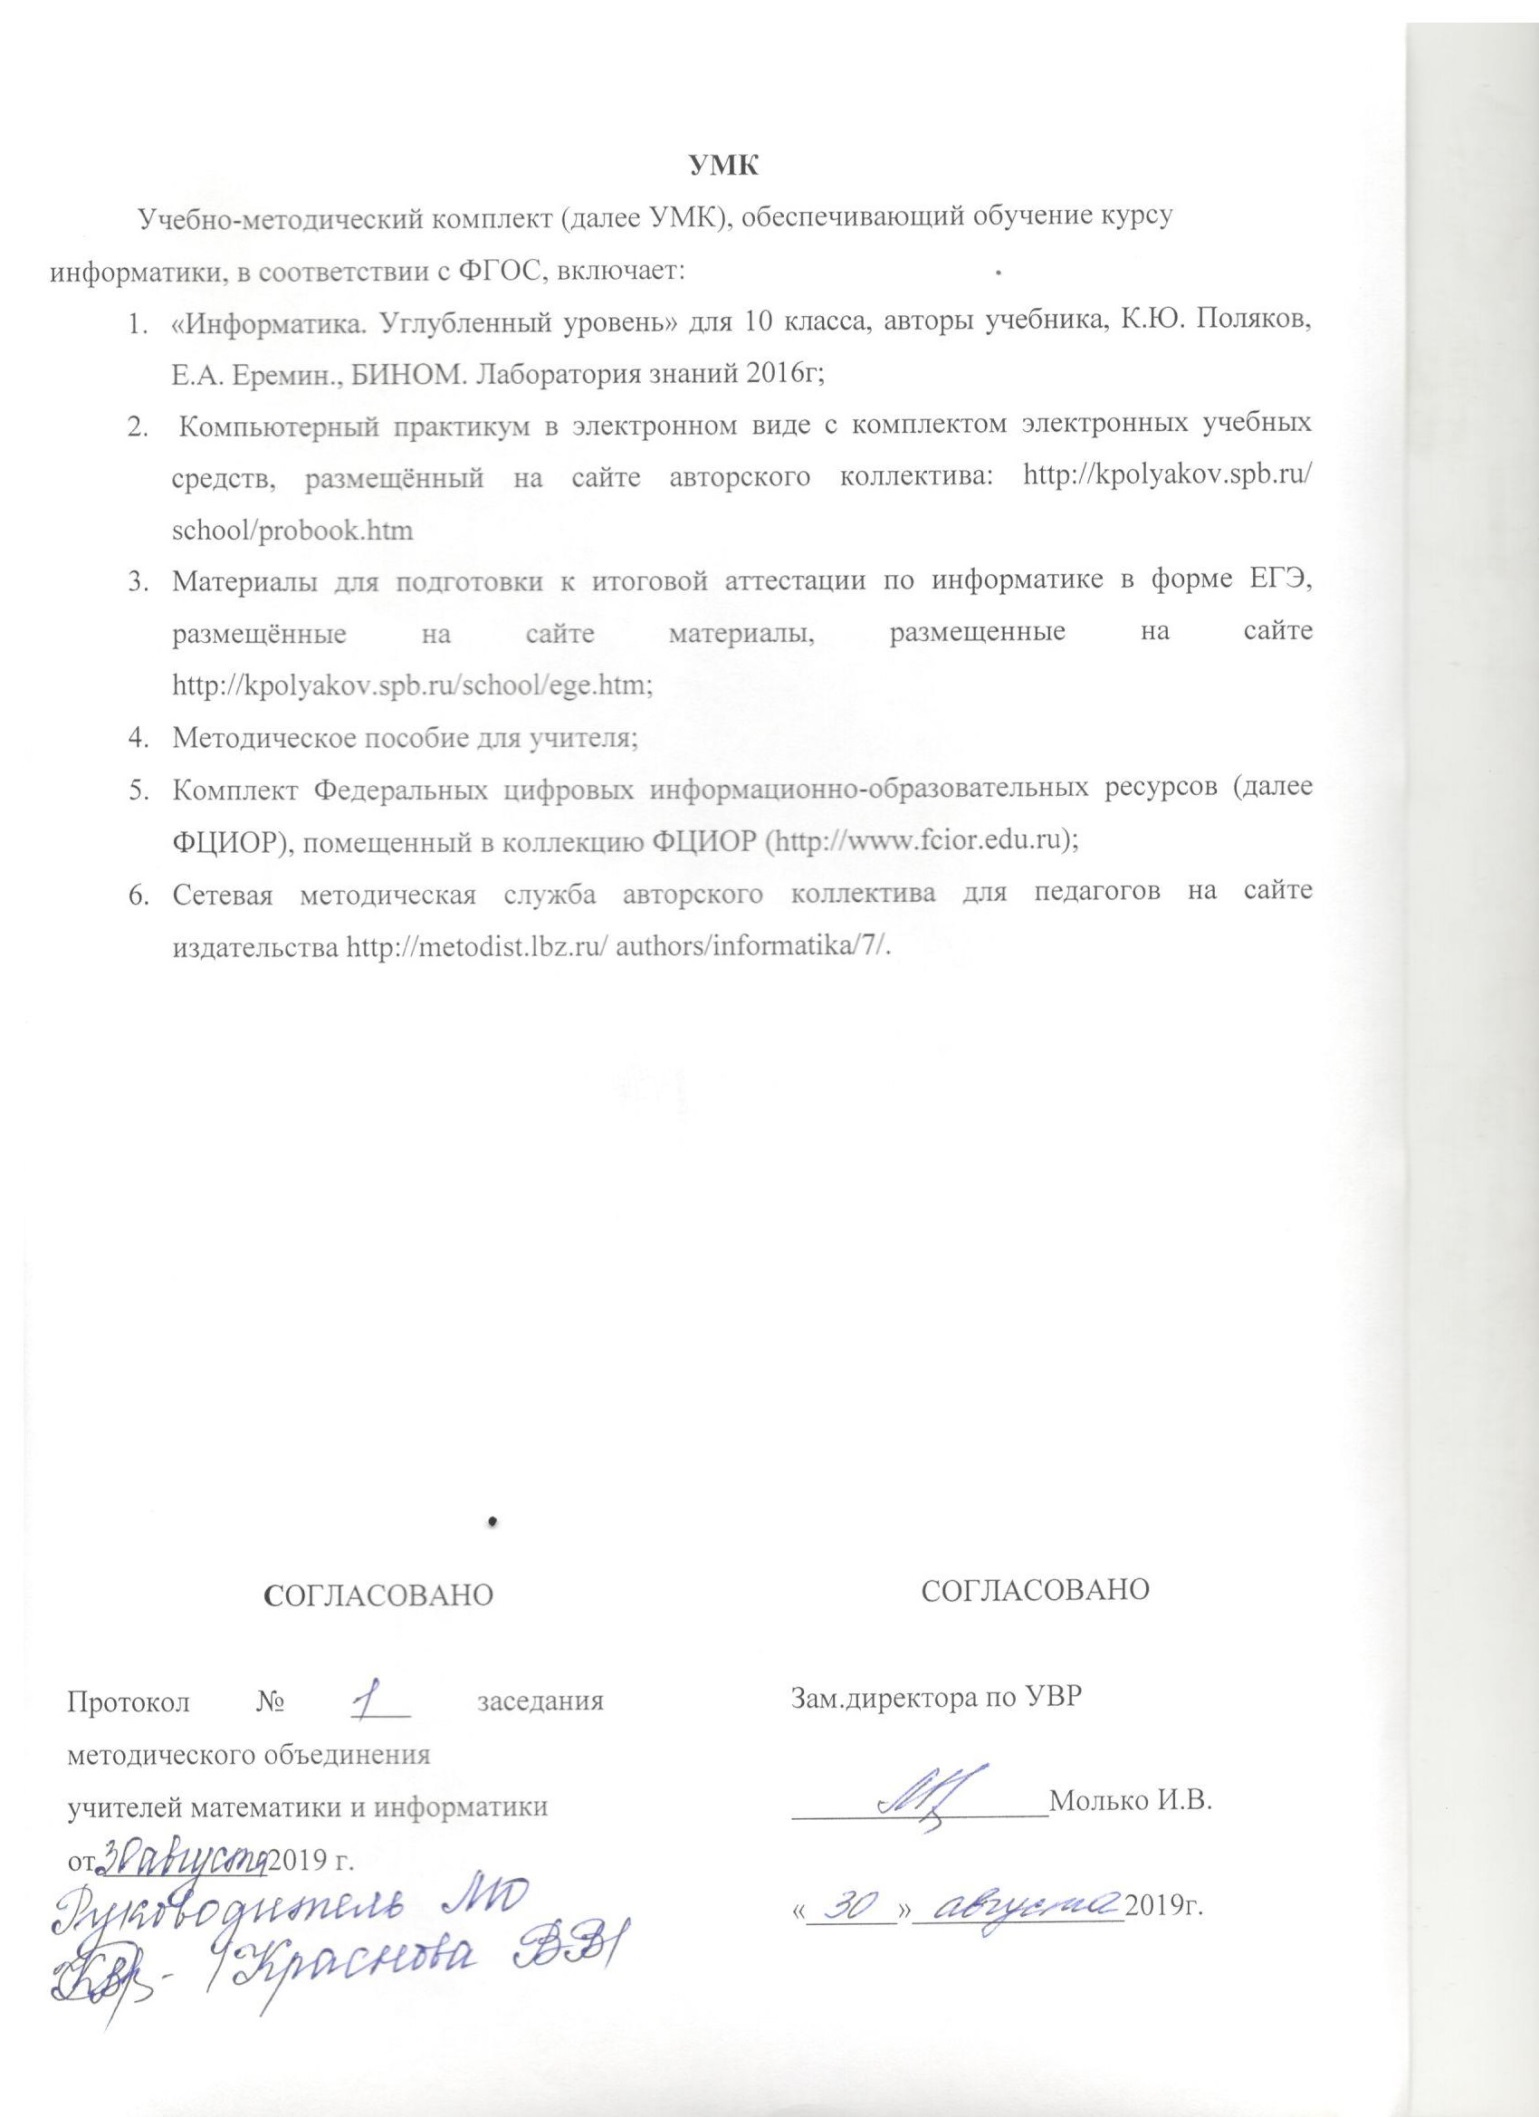 УМК
Учебно-методический комплект (далее УМК), обеспечивающий обучение курсу
информатики, в соответствии с ФГОС, включает:
1. «Информатика. Углубленный уровень» для 10 класса, авторы учебника, К.Ю. Поляков,
Е.А. Еремин., БИНОМ. Лаборатория знаний 2016г;
2. Компьютерный практикум в электронном виде с комплектом электронных учебных
средств, размещённый на сайте авторского коллектива: http://kpolyakov.spb.ru/
school/probook.htm
3. Материалы для подготовки к итоговой аттестации по информатике в форме ЕГЭ,
размещённые на сайте материалы, размещенные на сайте
http://kpolyakov.spb.ru/school/ege.htm;
4. Методическое пособие для учителя;
5. Комплект Федеральных цифровых информационно-образовательных ресурсов (далее
ФЦИОР), помещенный в коллекцию ФЦИОР (http://www.fcior.edu.ru);
6. Сетевая методическая служба авторского коллектива для педагогов на сайте
издательства http://metodist.lbz.ru/ authors/informatika/7/.
СОГЛАСОВАНО
Протокол № 1 заседания
методического объединения
учителей математики и информатики
от 30 августа 2019 г.
Руководитель МО
/Краснова ВВ/
СОГЛАСОВАНО
Зам.директора по УВР
Молько И.В.
« 30 » августа 2019г.